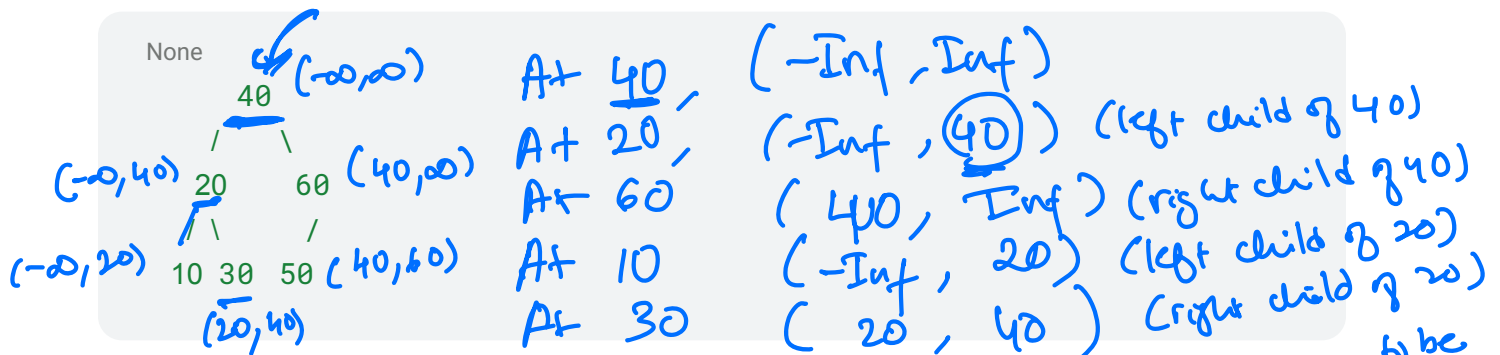 None
40 (-∞,∞)
/ \
(-∞,40) 20 60 (40,∞)
/ \ /
(-∞,20) 10 30 50 (40,60)
(20,40)
At 40, (-Inf, Inf)
At 20, (-Inf, 40) (left child of 40)
At 60 (40, Inf) (right child of 40)
At 10 (-Inf, 20) (left child of 20)
At 30 (20, 40) (right child of 20)
be